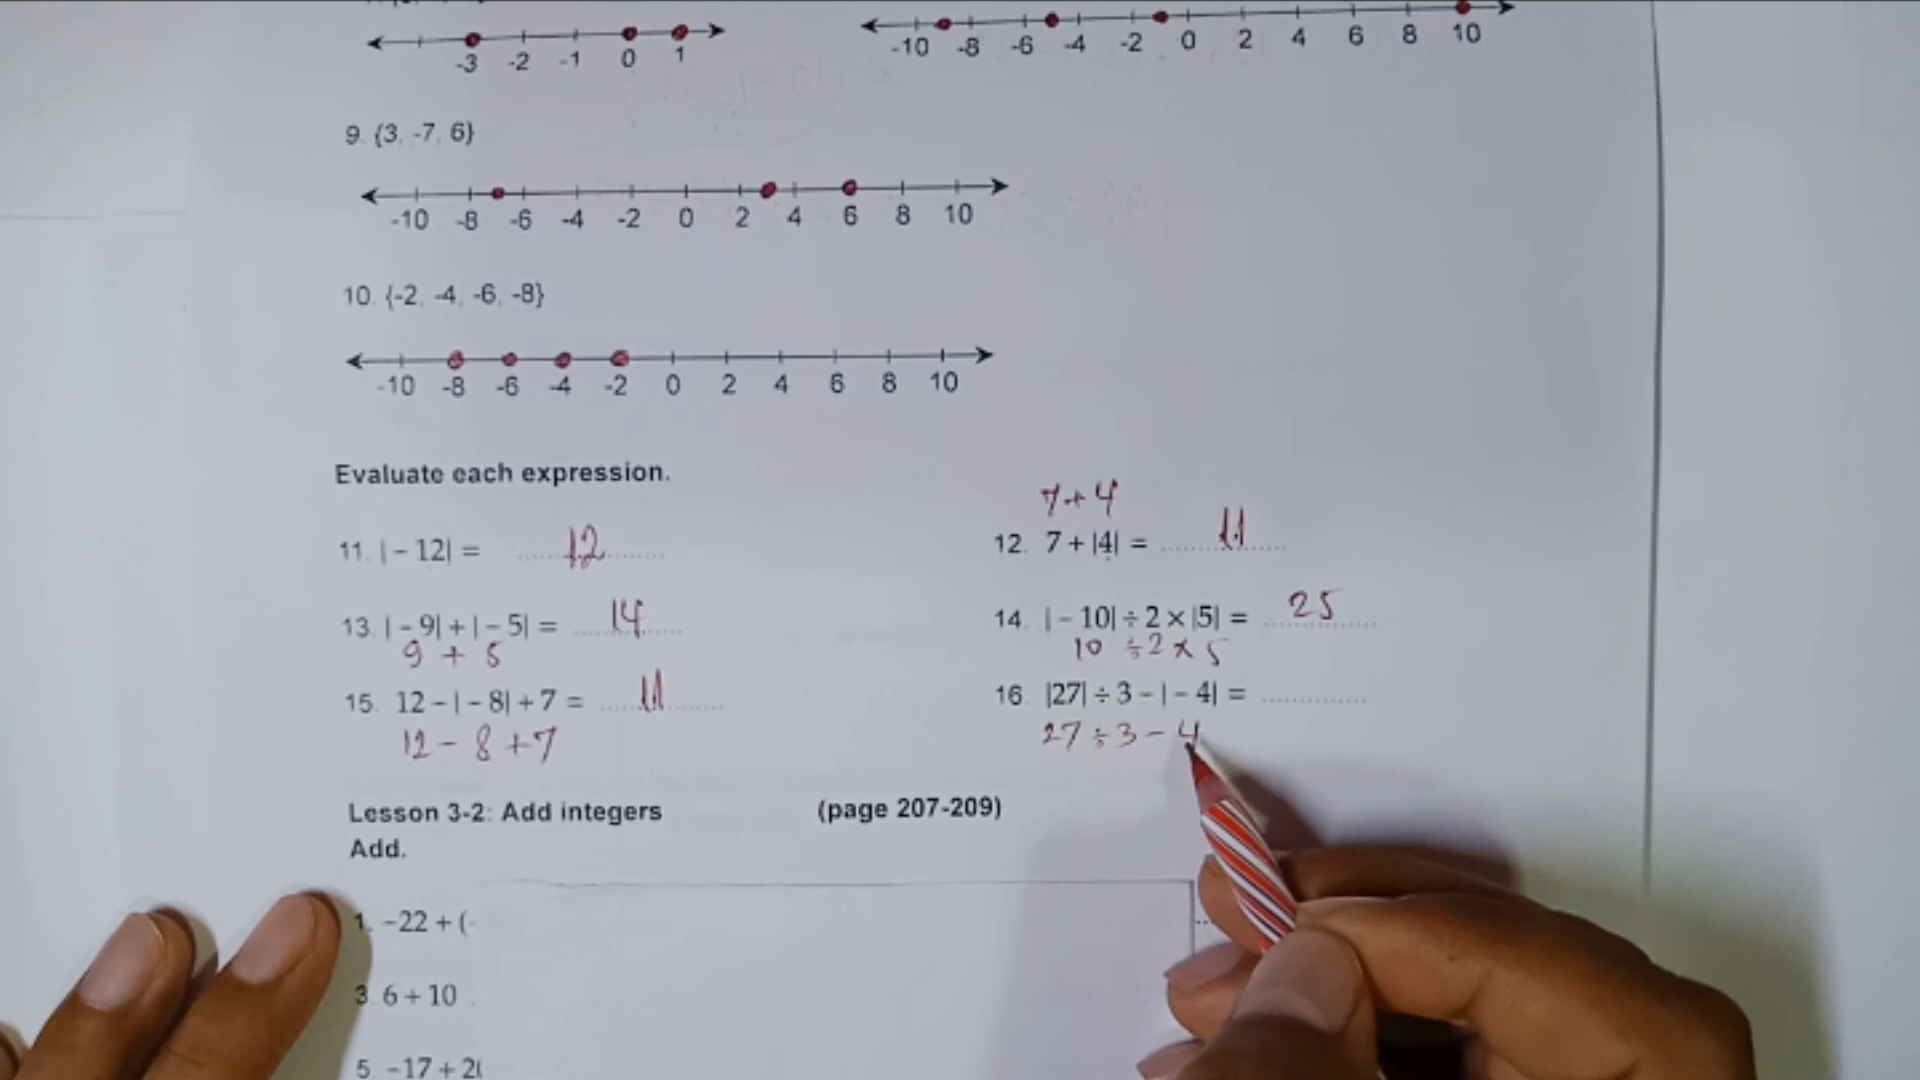 -3 -2 -1 0 1
-10 -8 -6 -4 -2 0 2 4 6 8 10
9. {3, -7, 6}
-10 -8 -6 -4 -2 0 2 4 6 8 10
10. {-2, -4, -6, -8}
-10 -8 -6 -4 -2 0 2 4 6 8 10
Evaluate each expression.
11. |− 12| = 12
7+4
12. 7 + |4| = 11
13. |− 9| + |− 5| = 14
9 + 5
14. |− 10| ÷ 2 × |5| = 25
10 ÷2 × 5
15. 12 − |− 8| + 7 = 11
12 - 8 +7
16. |27| ÷ 3 − |− 4| =
27 ÷3 - 4
Lesson 3-2: Add integers (page 207-209)
Add.
1. −22 + (
3. 6 + 10
5. −17 +